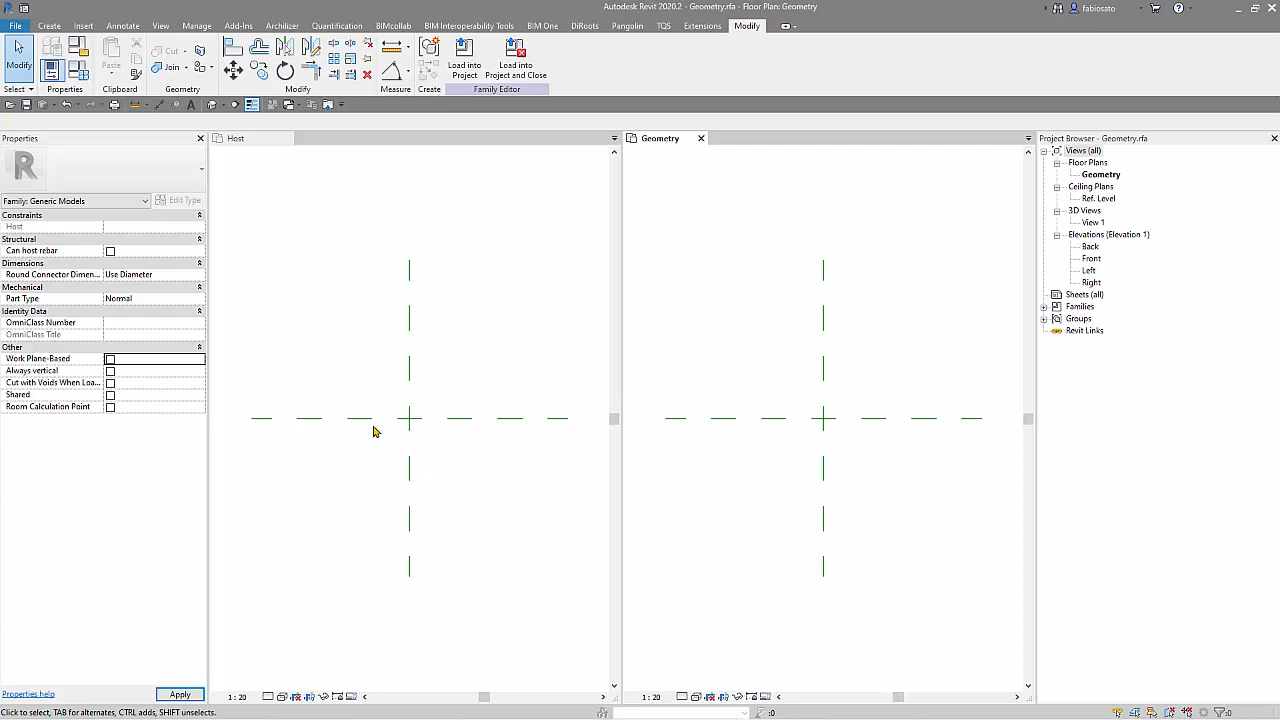 Autodesk Revit 2020.2 - Geometry.rfa - Floor Plan: Geometry
fabiosato
File Create Insert Annotate View Manage Add-Ins Archilizer Quantification BIMcollab BIM Interoperability Tools BIM One DiRoots Pangolin TQS Extensions Modify
Modify
Paste
Cut
Join
Load into Project
Load into Project and Close
Select Properties Clipboard Geometry Modify Measure Create Family Editor
Properties
Host
Geometry
Project Browser - Geometry.rfa
Family: Generic Models
Edit Type
Constraints
Host
Structural
Can host rebar
Dimensions
Round Connector Dimen... Use Diameter
Mechanical
Part Type Normal
Identity Data
OmniClass Number
OmniClass Title
Other
Work Plane-Based
Always vertical
Cut with Voids When Loa...
Shared
Room Calculation Point
Properties help
Apply
Views (all)
Floor Plans
Geometry
Ceiling Plans
Ref. Level
3D Views
View 1
Elevations (Elevation 1)
Back
Front
Left
Right
Sheets (all)
Families
Groups
Revit Links
1 : 20
1 : 20
Click to select, TAB for alternates, CTRL adds, SHIFT unselects.
:0
:0